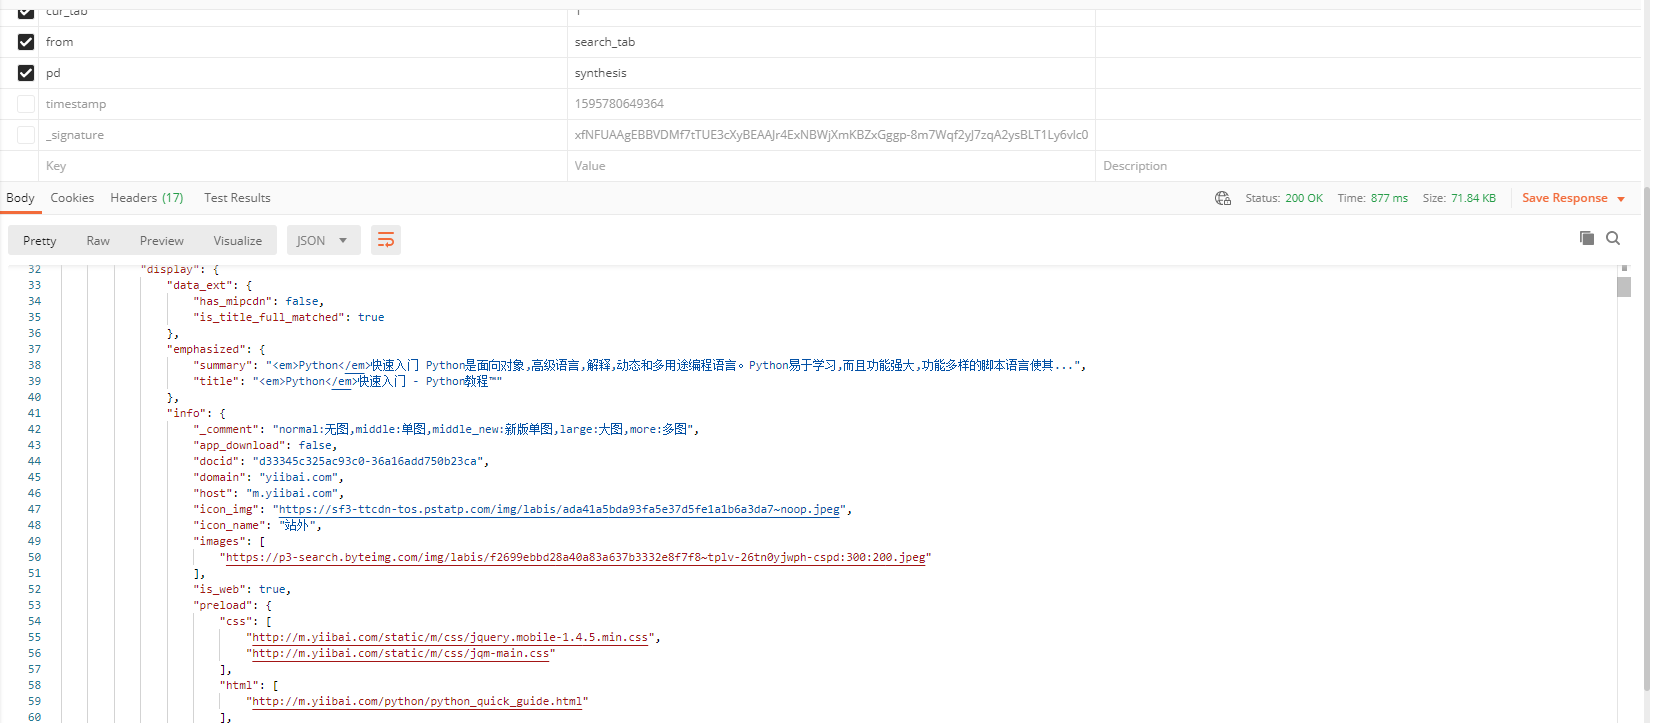 cur_tab 1
from search_tab
pd synthesis
timestamp 1595780649364
_signature xfNFUAAgEBBVDMf7tTUE3cXyBEAAJr4ExNBWjXmKBZxGggp-8m7Wqf2yJ7zqA2ysBLT1Ly6vlc0
Key Value Description
Body Cookies Headers (17) Test Results Status: 200 OK Time: 877 ms Size: 71.84 KB Save Response
Pretty Raw Preview Visualize JSON
32 "display": {
33 "data_ext": {
34 "has_mipcdn": false,
35 "is_title_full_matched": true
36 },
37 "emphasized": {
38 "summary": "<em>Python</em>快速入门 Python是面向对象,高级语言,解释,动态和多用途编程语言。Python易于学习,而且功能强大,功能多样的脚本语言使其...",
39 "title": "<em>Python</em>快速入门 - Python教程™"
40 },
41 "info": {
42 "_comment": "normal:无图,middle:单图,middle_new:新版单图,large:大图,more:多图",
43 "app_download": false,
44 "docid": "d33345c325ac93c0-36a16add750b23ca",
45 "domain": "yiibai.com",
46 "host": "m.yiibai.com",
47 "icon_img": "https://sf3-ttcdn-tos.pstatp.com/img/labis/ada41a5bda93fa5e37d5fe1a1b6a3da7~noop.jpeg",
48 "icon_name": "站外",
49 "images": [
50 "https://p3-search.byteimg.com/img/labis/f2699ebbd28a40a83a637b3332e8f7f8~tplv-26tn0yjwph-cspd:300:200.jpeg"
51 ],
52 "is_web": true,
53 "preload": {
54 "css": [
55 "http://m.yiibai.com/static/m/css/jquery.mobile-1.4.5.min.css",
56 "http://m.yiibai.com/static/m/css/jqm-main.css"
57 ],
58 "html": [
59 "http://m.yiibai.com/python/python_quick_guide.html"
60 ],